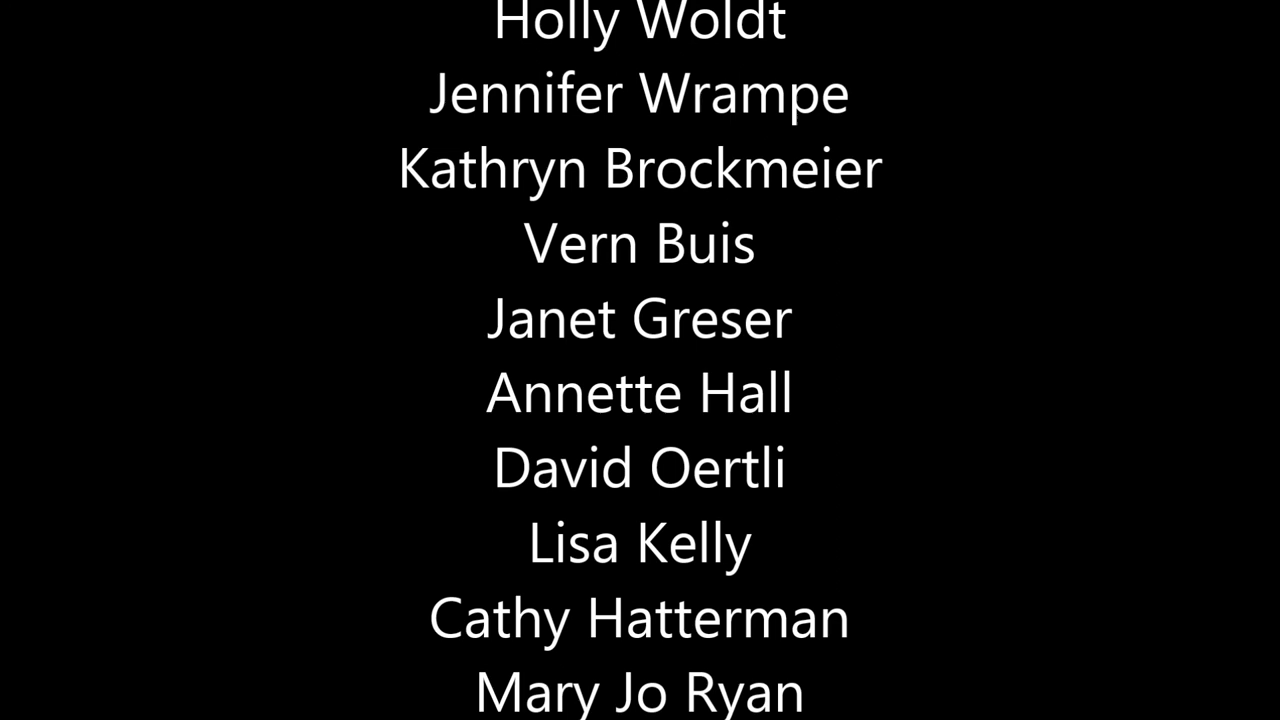 Holly Woldt
Jennifer Wrampe
Kathryn Brockmeier
Vern Buis
Janet Greser
Annette Hall
David Oertli
Lisa Kelly
Cathy Hatterman
Mary Jo Ryan